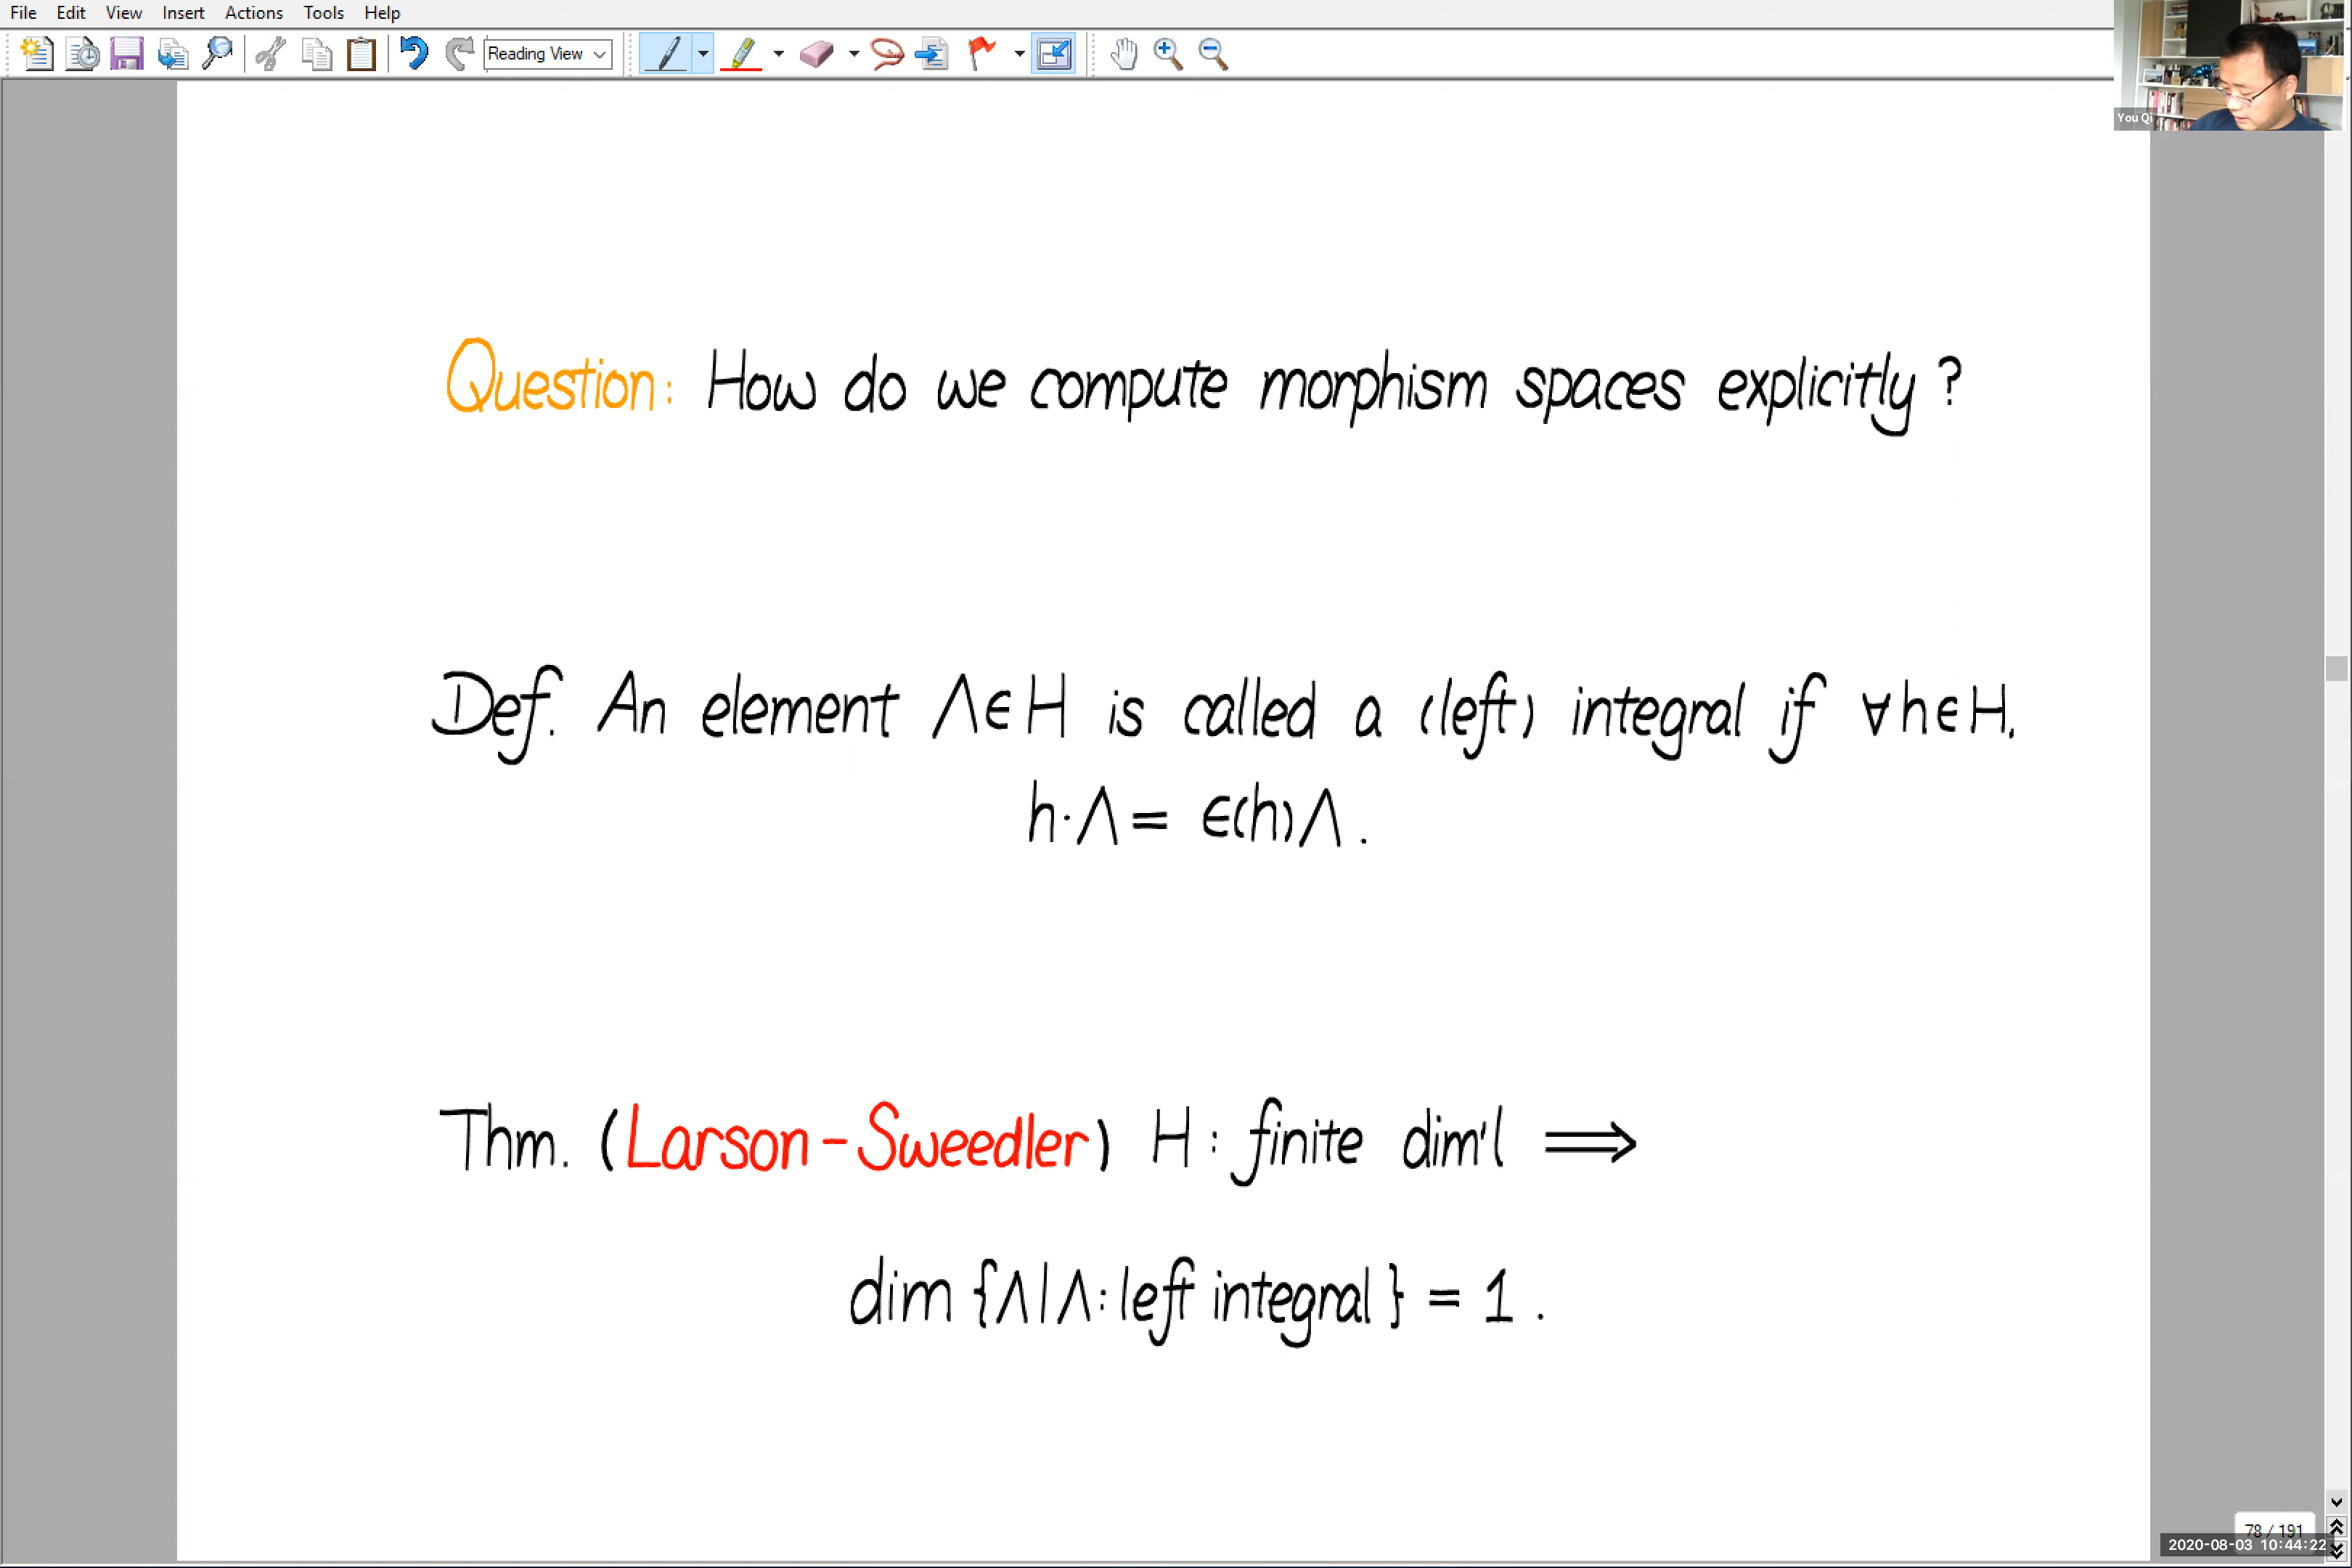 File Edit View Insert Actions Tools Help
Reading View
You Qi
Question: How do we compute morphism spaces explicitly?
Def. An element Λ∈H is called a (left) integral if ∀h∈H,
h·Λ = ϵ(h)Λ.
Thm. (Larson-Sweedler) H: finite dim'l ⟹
dim {Λ|Λ: left integral} = 1.
78 / 191
2020-08-03 10:44:22